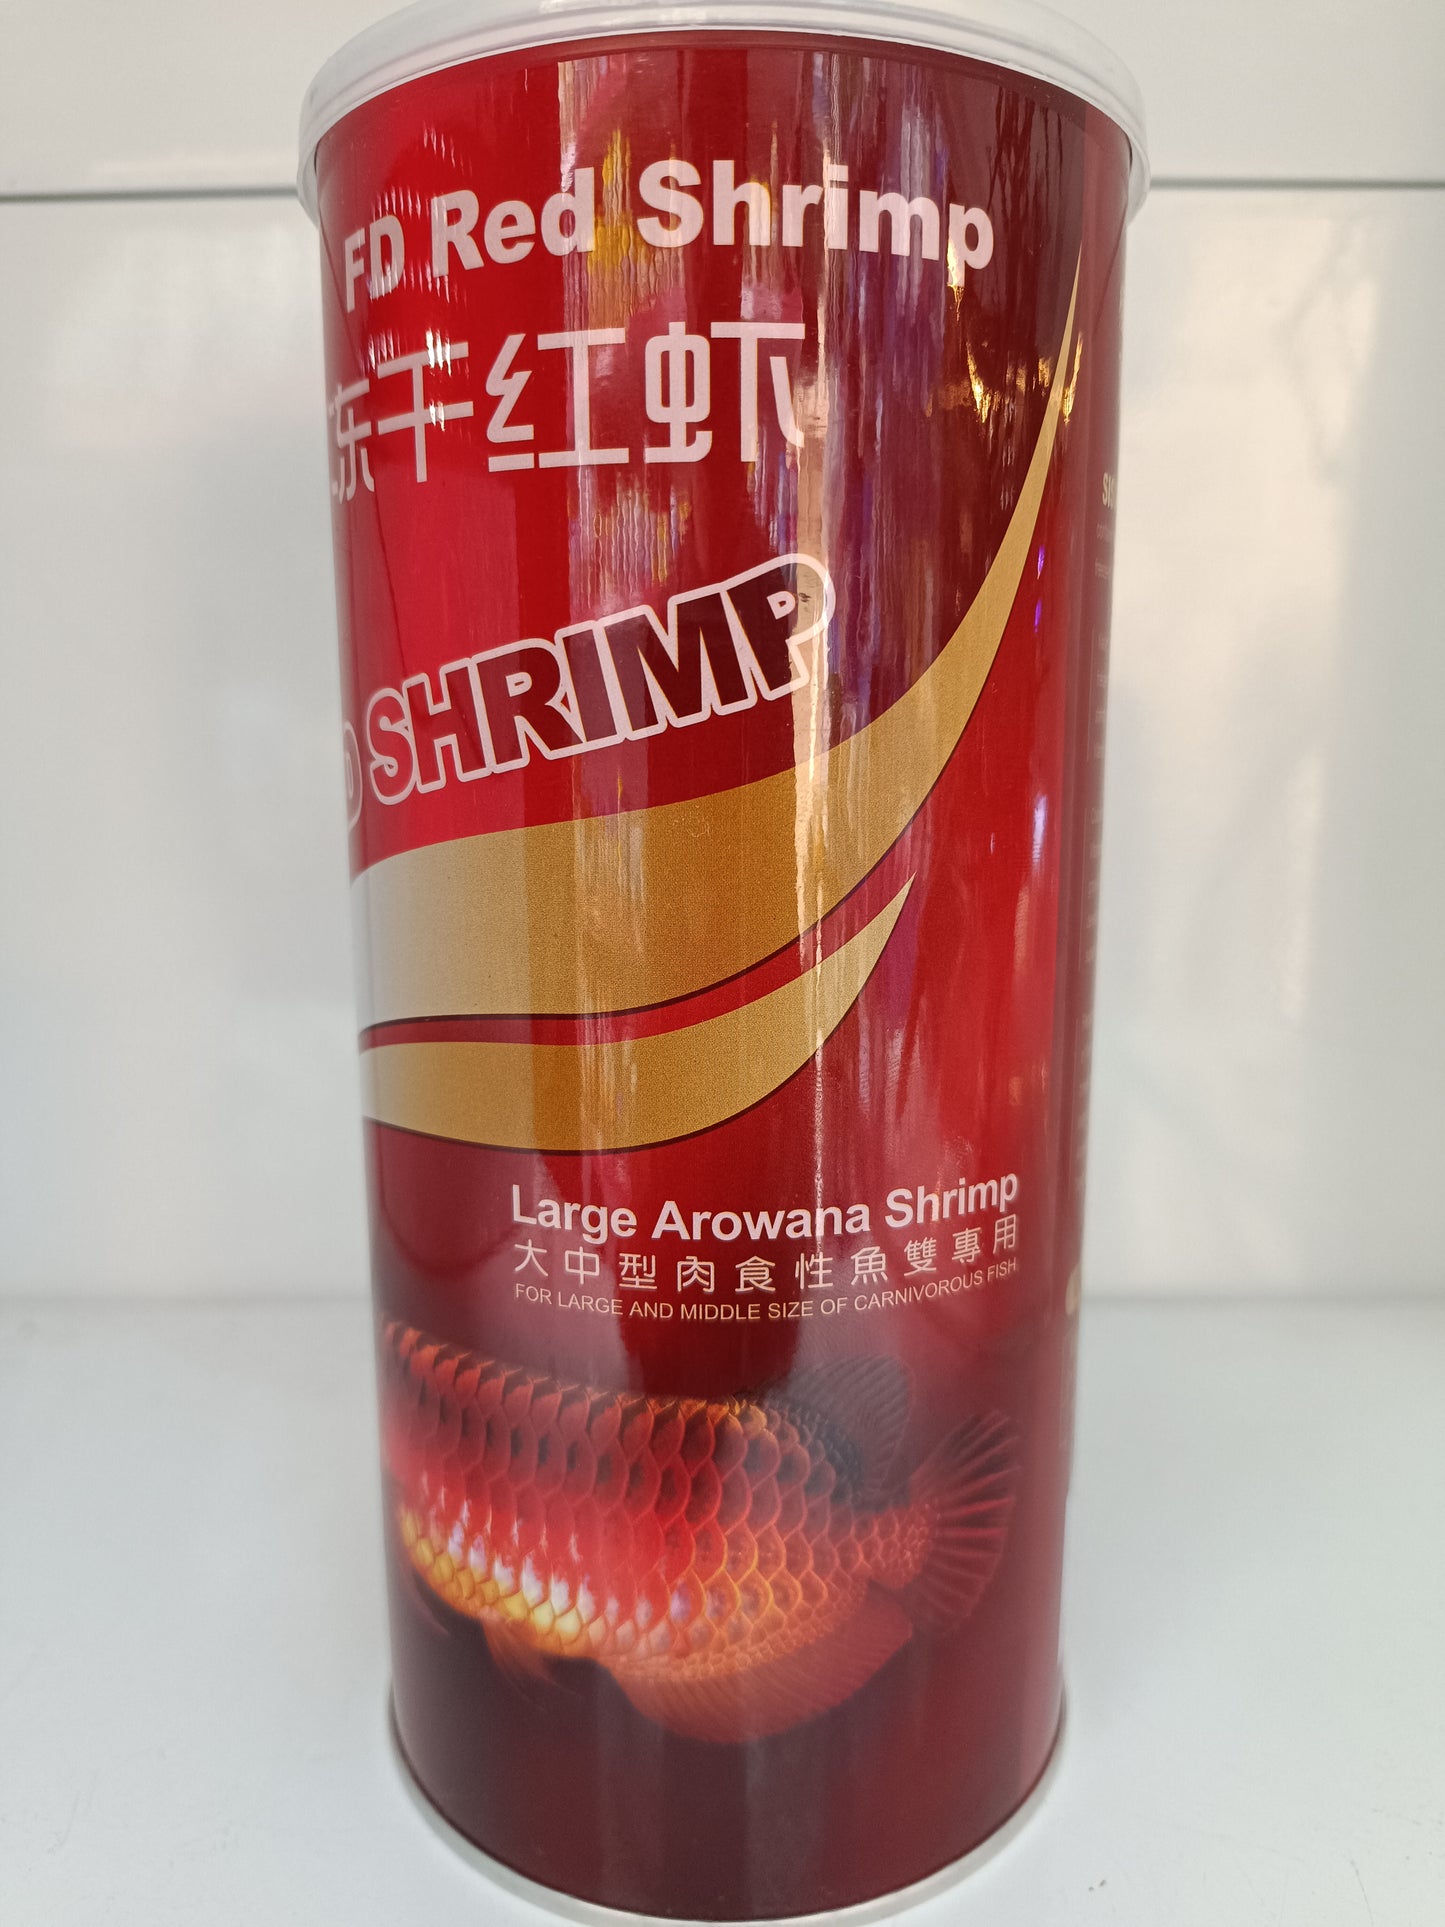 FD Red Shrimp
冻干红虾
D SHRIMP
Large Arowana Shrimp
大中型肉食性魚雙專用
FOR LARGE AND MIDDLE SIZE OF CARNIVOROUS FISH